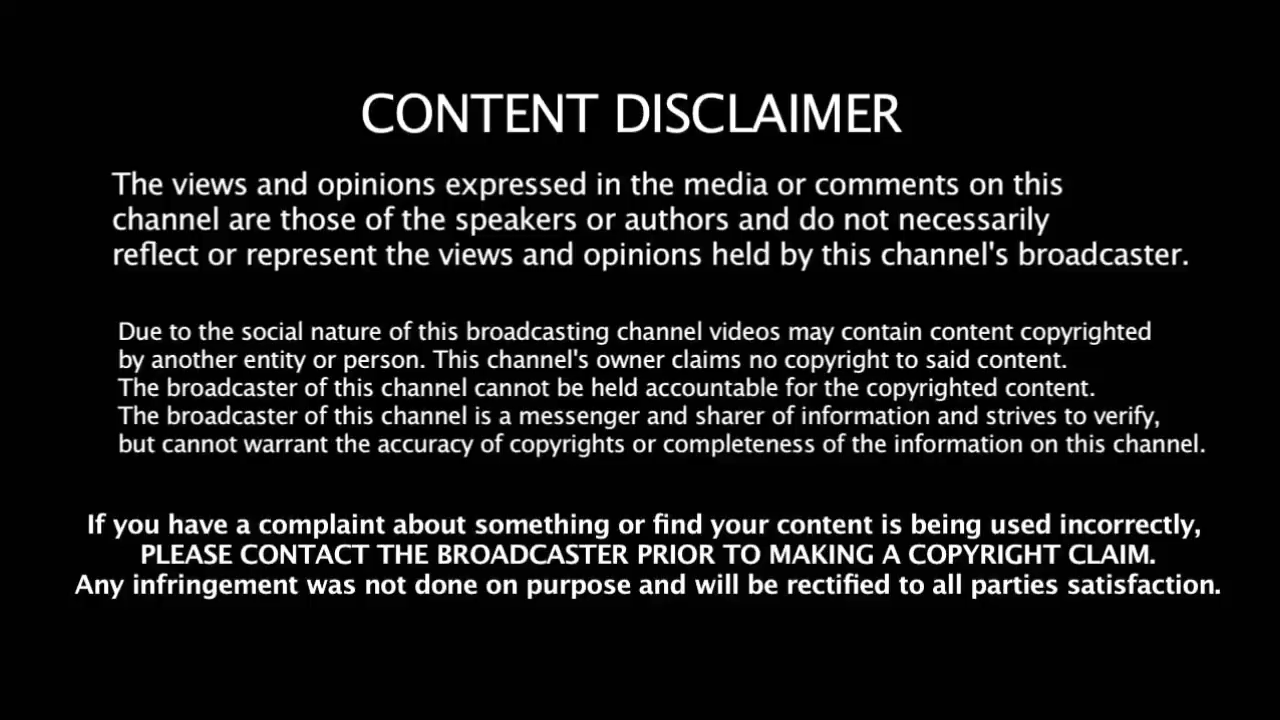 CONTENT DISCLAIMER
The views and opinions expressed in the media or comments on this
channel are those of the speakers or authors and do not necessarily
reflect or represent the views and opinions held by this channel's broadcaster.
Due to the social nature of this broadcasting channel videos may contain content copyrighted
by another entity or person. This channel's owner claims no copyright to said content.
The broadcaster of this channel cannot be held accountable for the copyrighted content.
The broadcaster of this channel is a messenger and sharer of information and strives to verify,
but cannot warrant the accuracy of copyrights or completeness of the information on this channel.
If you have a complaint about something or find your content is being used incorrectly,
PLEASE CONTACT THE BROADCASTER PRIOR TO MAKING A COPYRIGHT CLAIM.
Any infringement was not done on purpose and will be rectified to all parties satisfaction.